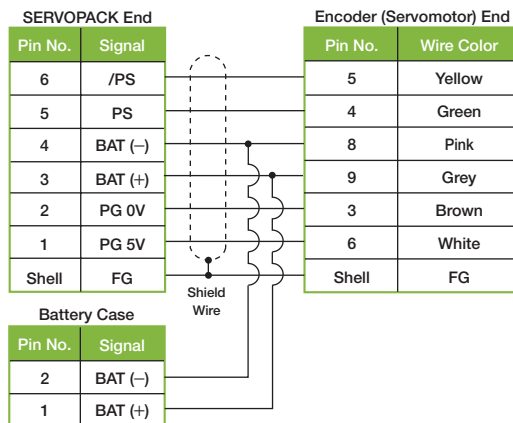 SERVOPACK End
Encoder (Servomotor) End
Pin No. Signal
Pin No. Wire Color
6 /PS
5 Yellow
5 PS
4 Green
4 BAT (−)
8 Pink
3 BAT (+)
9 Grey
2 PG 0V
3 Brown
1 PG 5V
6 White
Shell FG
Shell FG
Shield
Wire
Battery Case
Pin No. Signal
2 BAT (−)
1 BAT (+)